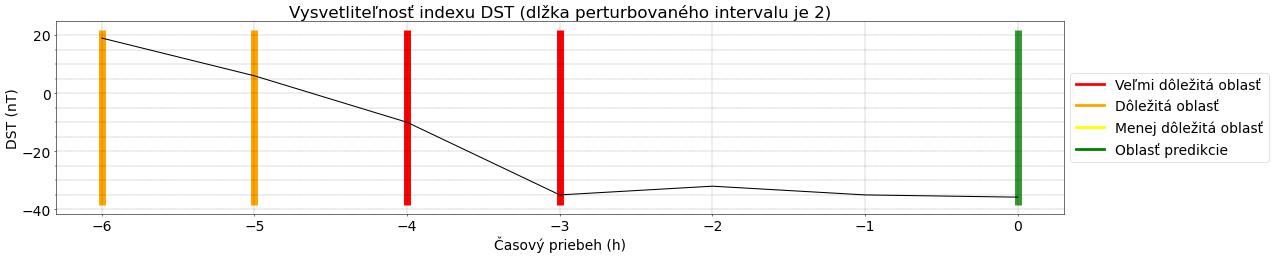 Vysvetliteľnosť indexu DST (dlžka perturbovaného intervalu je 2)
DST (nT)
20
0
−20
−40
−6
−5
−4
−3
−2
−1
0
Časový priebeh (h)
Veľmi dôležitá oblasť
Dôležitá oblasť
Menej dôležitá oblasť
Oblasť predikcie